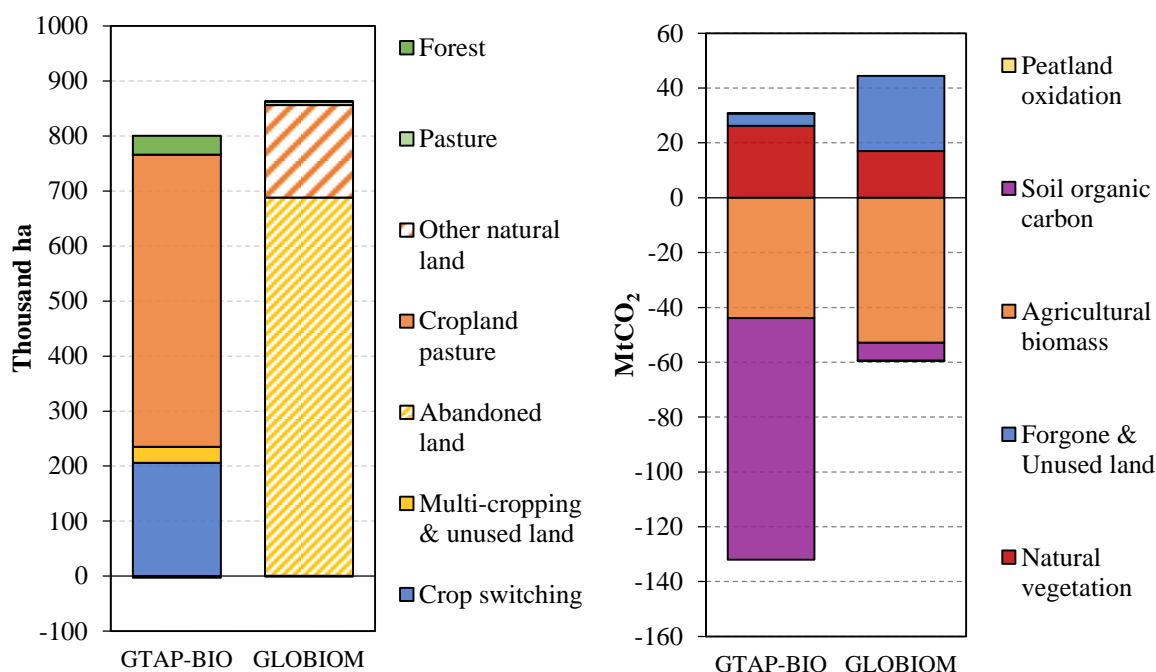 Thousand ha
1000
900
800
700
600
500
400
300
200
100
0
-100
GTAP-BIO GLOBIOM
Forest
Pasture
Other natural
land
Cropland
pasture
Abandoned
land
Multi-cropping
& unused land
Crop switching
MtCO₂
60
40
20
0
-20
-40
-60
-80
-100
-120
-140
-160
GTAP-BIO GLOBIOM
Peatland
oxidation
Soil organic
carbon
Agricultural
biomass
Forgone &
Unused land
Natural
vegetation